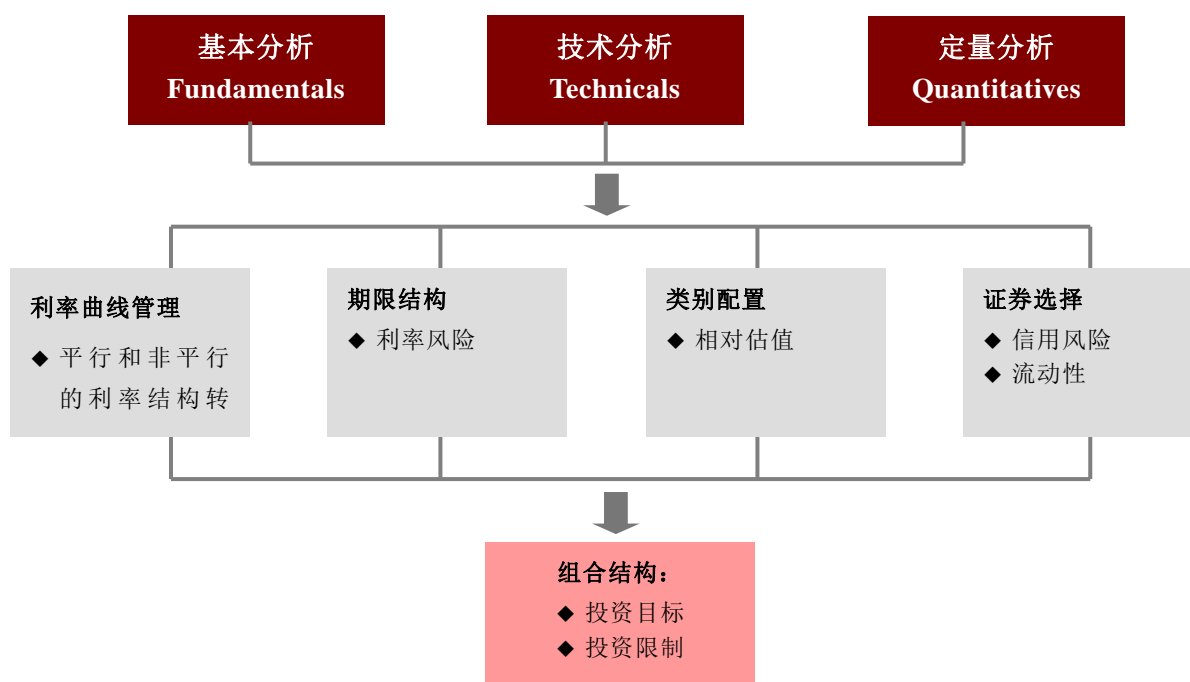 基本分析
Fundamentals
技术分析
Technicals
定量分析
Quantitatives
利率曲线管理
◆ 平行和非平行
的利率结构转
期限结构
◆ 利率风险
类别配置
◆ 相对估值
证券选择
◆ 信用风险
◆ 流动性
组合结构：
◆ 投资目标
◆ 投资限制